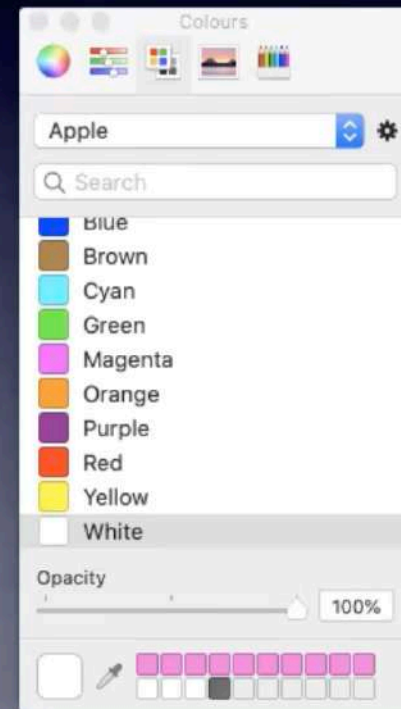 Colours
Apple
Search
Blue
Brown
Cyan
Green
Magenta
Orange
Purple
Red
Yellow
White
Opacity
100%